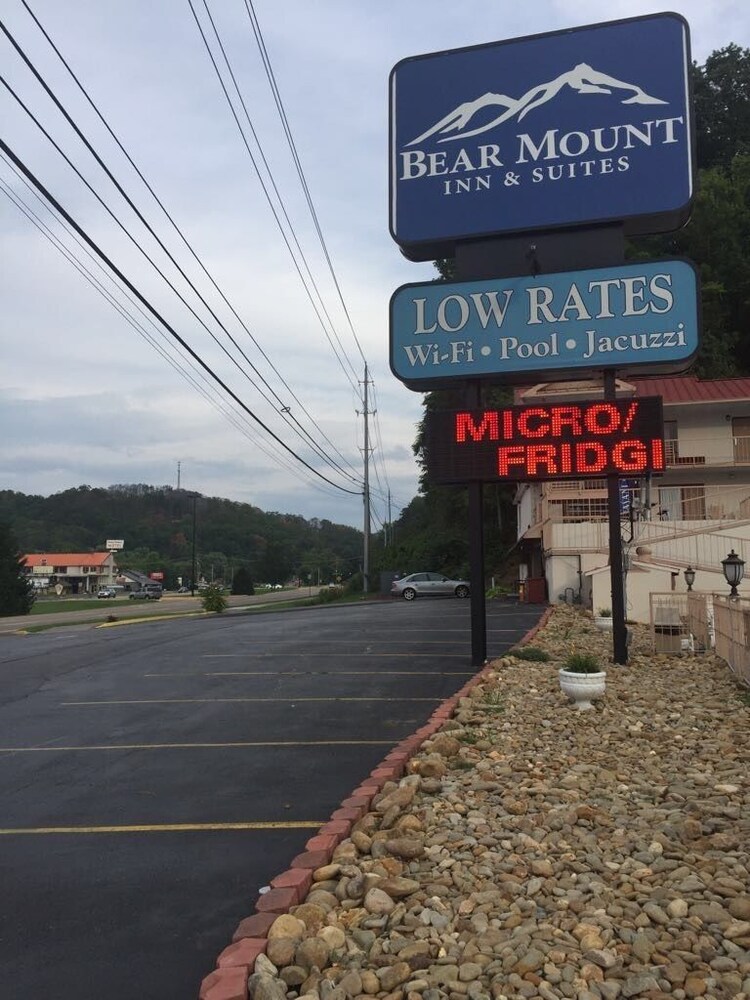 BEAR MOUNT
INN & SUITES
LOW RATES
Wi-Fi • Pool • Jacuzzi
MICRO/
FRIDGI